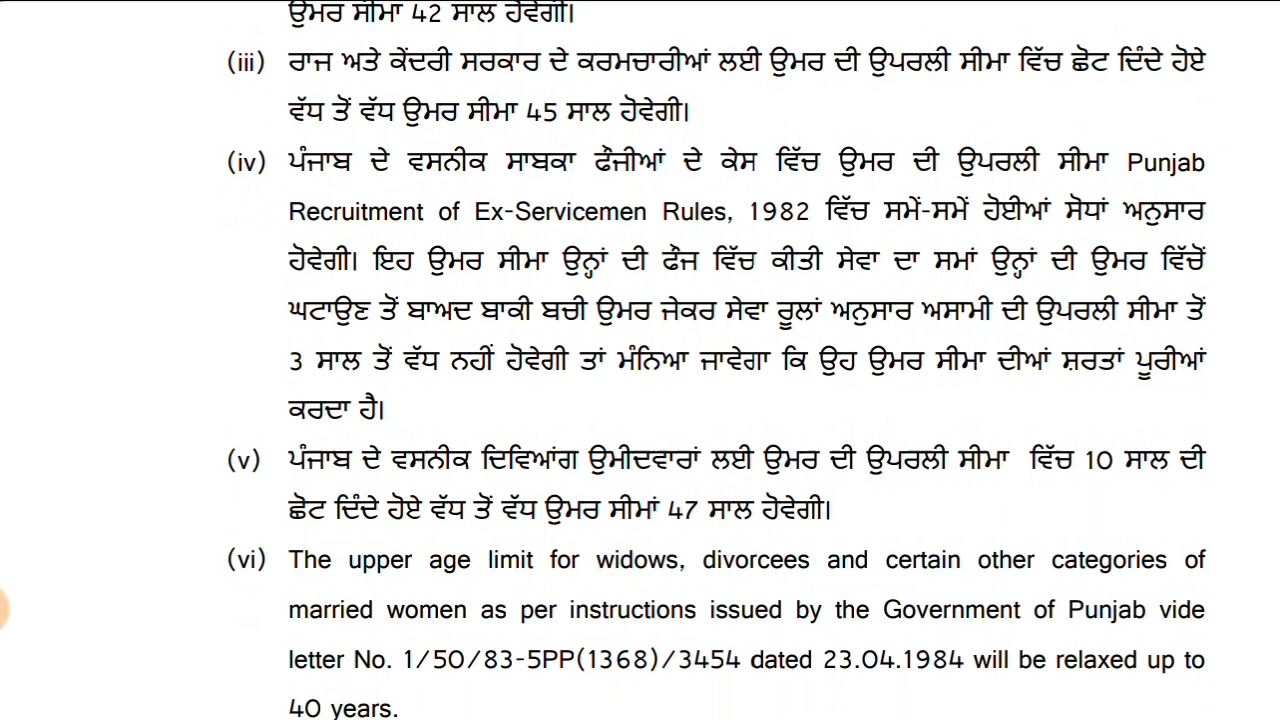 ਉਮਰ ਸੀਮਾ 42 ਸਾਲ ਹੋਵੇਗੀ।
(iii) ਰਾਜ ਅਤੇ ਕੇਂਦਰੀ ਸਰਕਾਰ ਦੇ ਕਰਮਚਾਰੀਆਂ ਲਈ ਉਮਰ ਦੀ ਉਪਰਲੀ ਸੀਮਾ ਵਿੱਚ ਛੋਟ ਦਿੰਦੇ ਹੋਏ
ਵੱਧ ਤੋਂ ਵੱਧ ਉਮਰ ਸੀਮਾ 45 ਸਾਲ ਹੋਵੇਗੀ।
(iv) ਪੰਜਾਬ ਦੇ ਵਸਨੀਕ ਸਾਬਕਾ ਫੌਜੀਆਂ ਦੇ ਕੇਸ ਵਿੱਚ ਉਮਰ ਦੀ ਉਪਰਲੀ ਸੀਮਾ Punjab
Recruitment of Ex-Servicemen Rules, 1982 ਵਿੱਚ ਸਮੇਂ-ਸਮੇਂ ਹੋਈਆਂ ਸੋਧਾਂ ਅਨੁਸਾਰ
ਹੋਵੇਗੀ। ਇਹ ਉਮਰ ਸੀਮਾ ਉਨ੍ਹਾਂ ਦੀ ਫੌਜ ਵਿੱਚ ਕੀਤੀ ਸੇਵਾ ਦਾ ਸਮਾਂ ਉਨ੍ਹਾਂ ਦੀ ਉਮਰ ਵਿੱਚੋਂ
ਘਟਾਉਣ ਤੋਂ ਬਾਅਦ ਬਾਕੀ ਬਚੀ ਉਮਰ ਜੇਕਰ ਸੇਵਾ ਰੂਲਾਂ ਅਨੁਸਾਰ ਅਸਾਮੀ ਦੀ ਉਪਰਲੀ ਸੀਮਾ ਤੋਂ
3 ਸਾਲ ਤੋਂ ਵੱਧ ਨਹੀਂ ਹੋਵੇਗੀ ਤਾਂ ਮੰਨਿਆ ਜਾਵੇਗਾ ਕਿ ਉਹ ਉਮਰ ਸੀਮਾ ਦੀਆਂ ਸ਼ਰਤਾਂ ਪੂਰੀਆਂ
ਕਰਦਾ ਹੈ।
(v) ਪੰਜਾਬ ਦੇ ਵਸਨੀਕ ਦਿਵਿਆਂਗ ਉਮੀਦਵਾਰਾਂ ਲਈ ਉਮਰ ਦੀ ਉਪਰਲੀ ਸੀਮਾ ਵਿੱਚ 10 ਸਾਲ ਦੀ
ਛੋਟ ਦਿੰਦੇ ਹੋਏ ਵੱਧ ਤੋਂ ਵੱਧ ਉਮਰ ਸੀਮਾਂ 47 ਸਾਲ ਹੋਵੇਗੀ।
(vi) The upper age limit for widows, divorcees and certain other categories of
married women as per instructions issued by the Government of Punjab vide
letter No. 1/50/83-5PP(1368)/3454 dated 23.04.1984 will be relaxed up to
40 years.